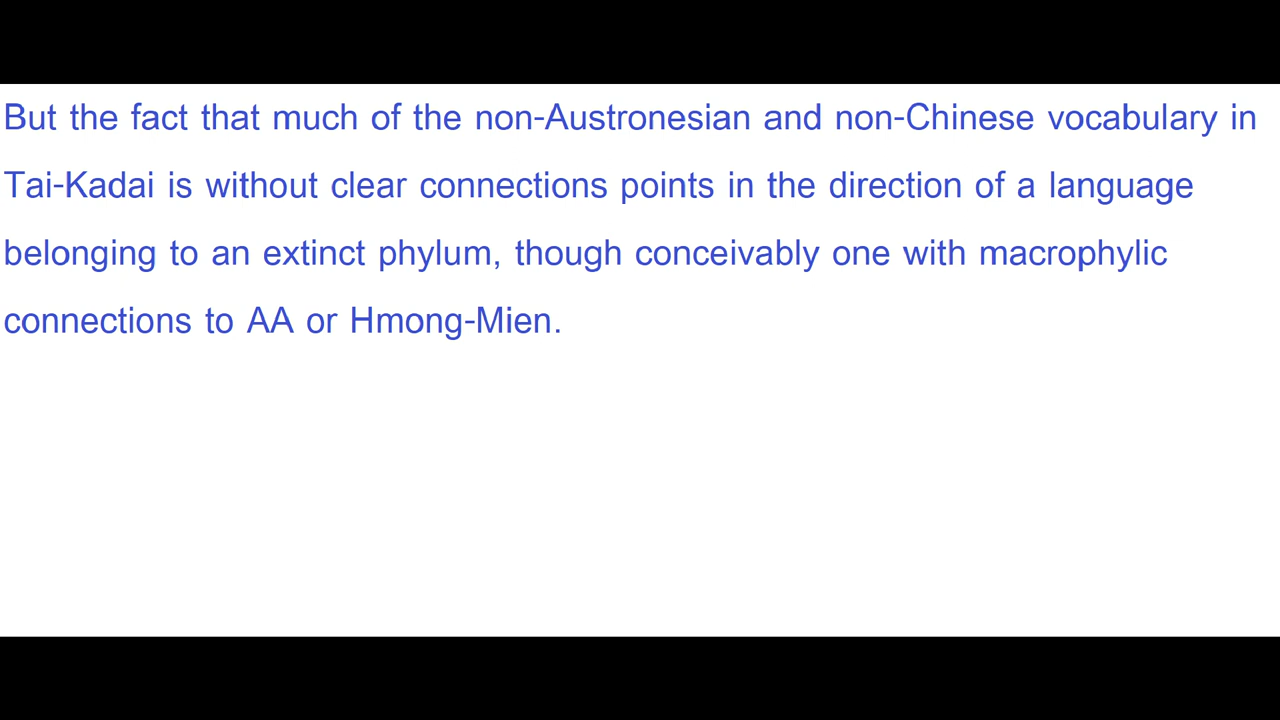 But the fact that much of the non-Austronesian and non-Chinese vocabulary in
Tai-Kadai is without clear connections points in the direction of a language
belonging to an extinct phylum, though conceivably one with macrophylic
connections to AA or Hmong-Mien.